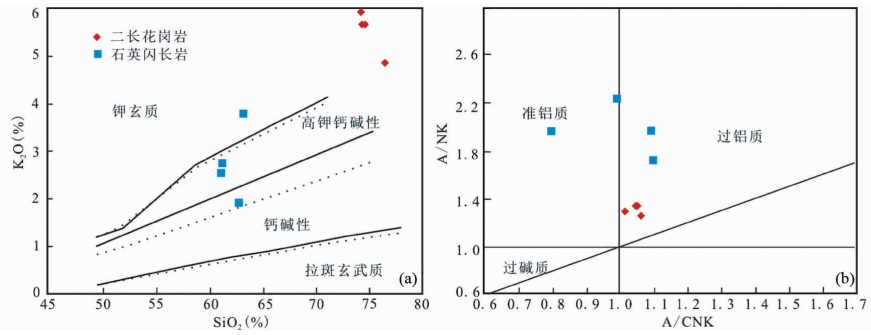 6
5
4
3
2
1
0
K₂O(%)
二长花岗岩
石英闪长岩
钾玄质
高钾钙碱性
钙碱性
拉斑玄武质
(a)
45 50 55 60 65 70 75 80
SiO₂(%)
2.6
2.2
1.8
1.4
1.0
0.6
A/NK
准铝质
过铝质
过碱质
(b)
0.6 0.7 0.8 0.9 1.0 1.1 1.2 1.3 1.4 1.5 1.6 1.7
A/CNK